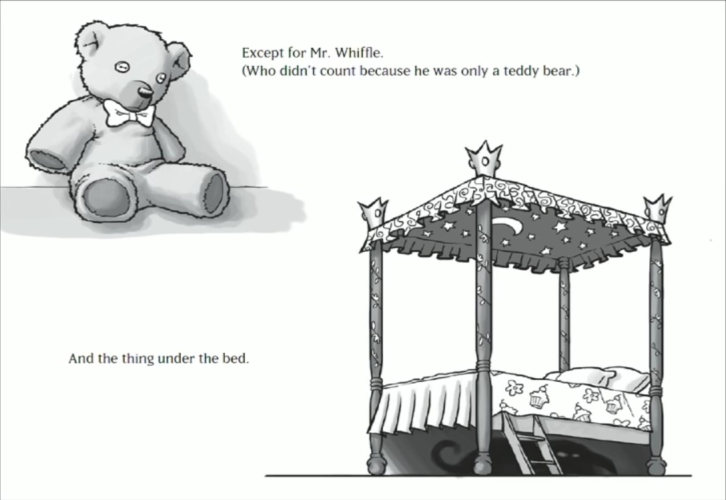 Except for Mr. Whiffle.
(Who didn't count because he was only a teddy bear.)
And the thing under the bed.